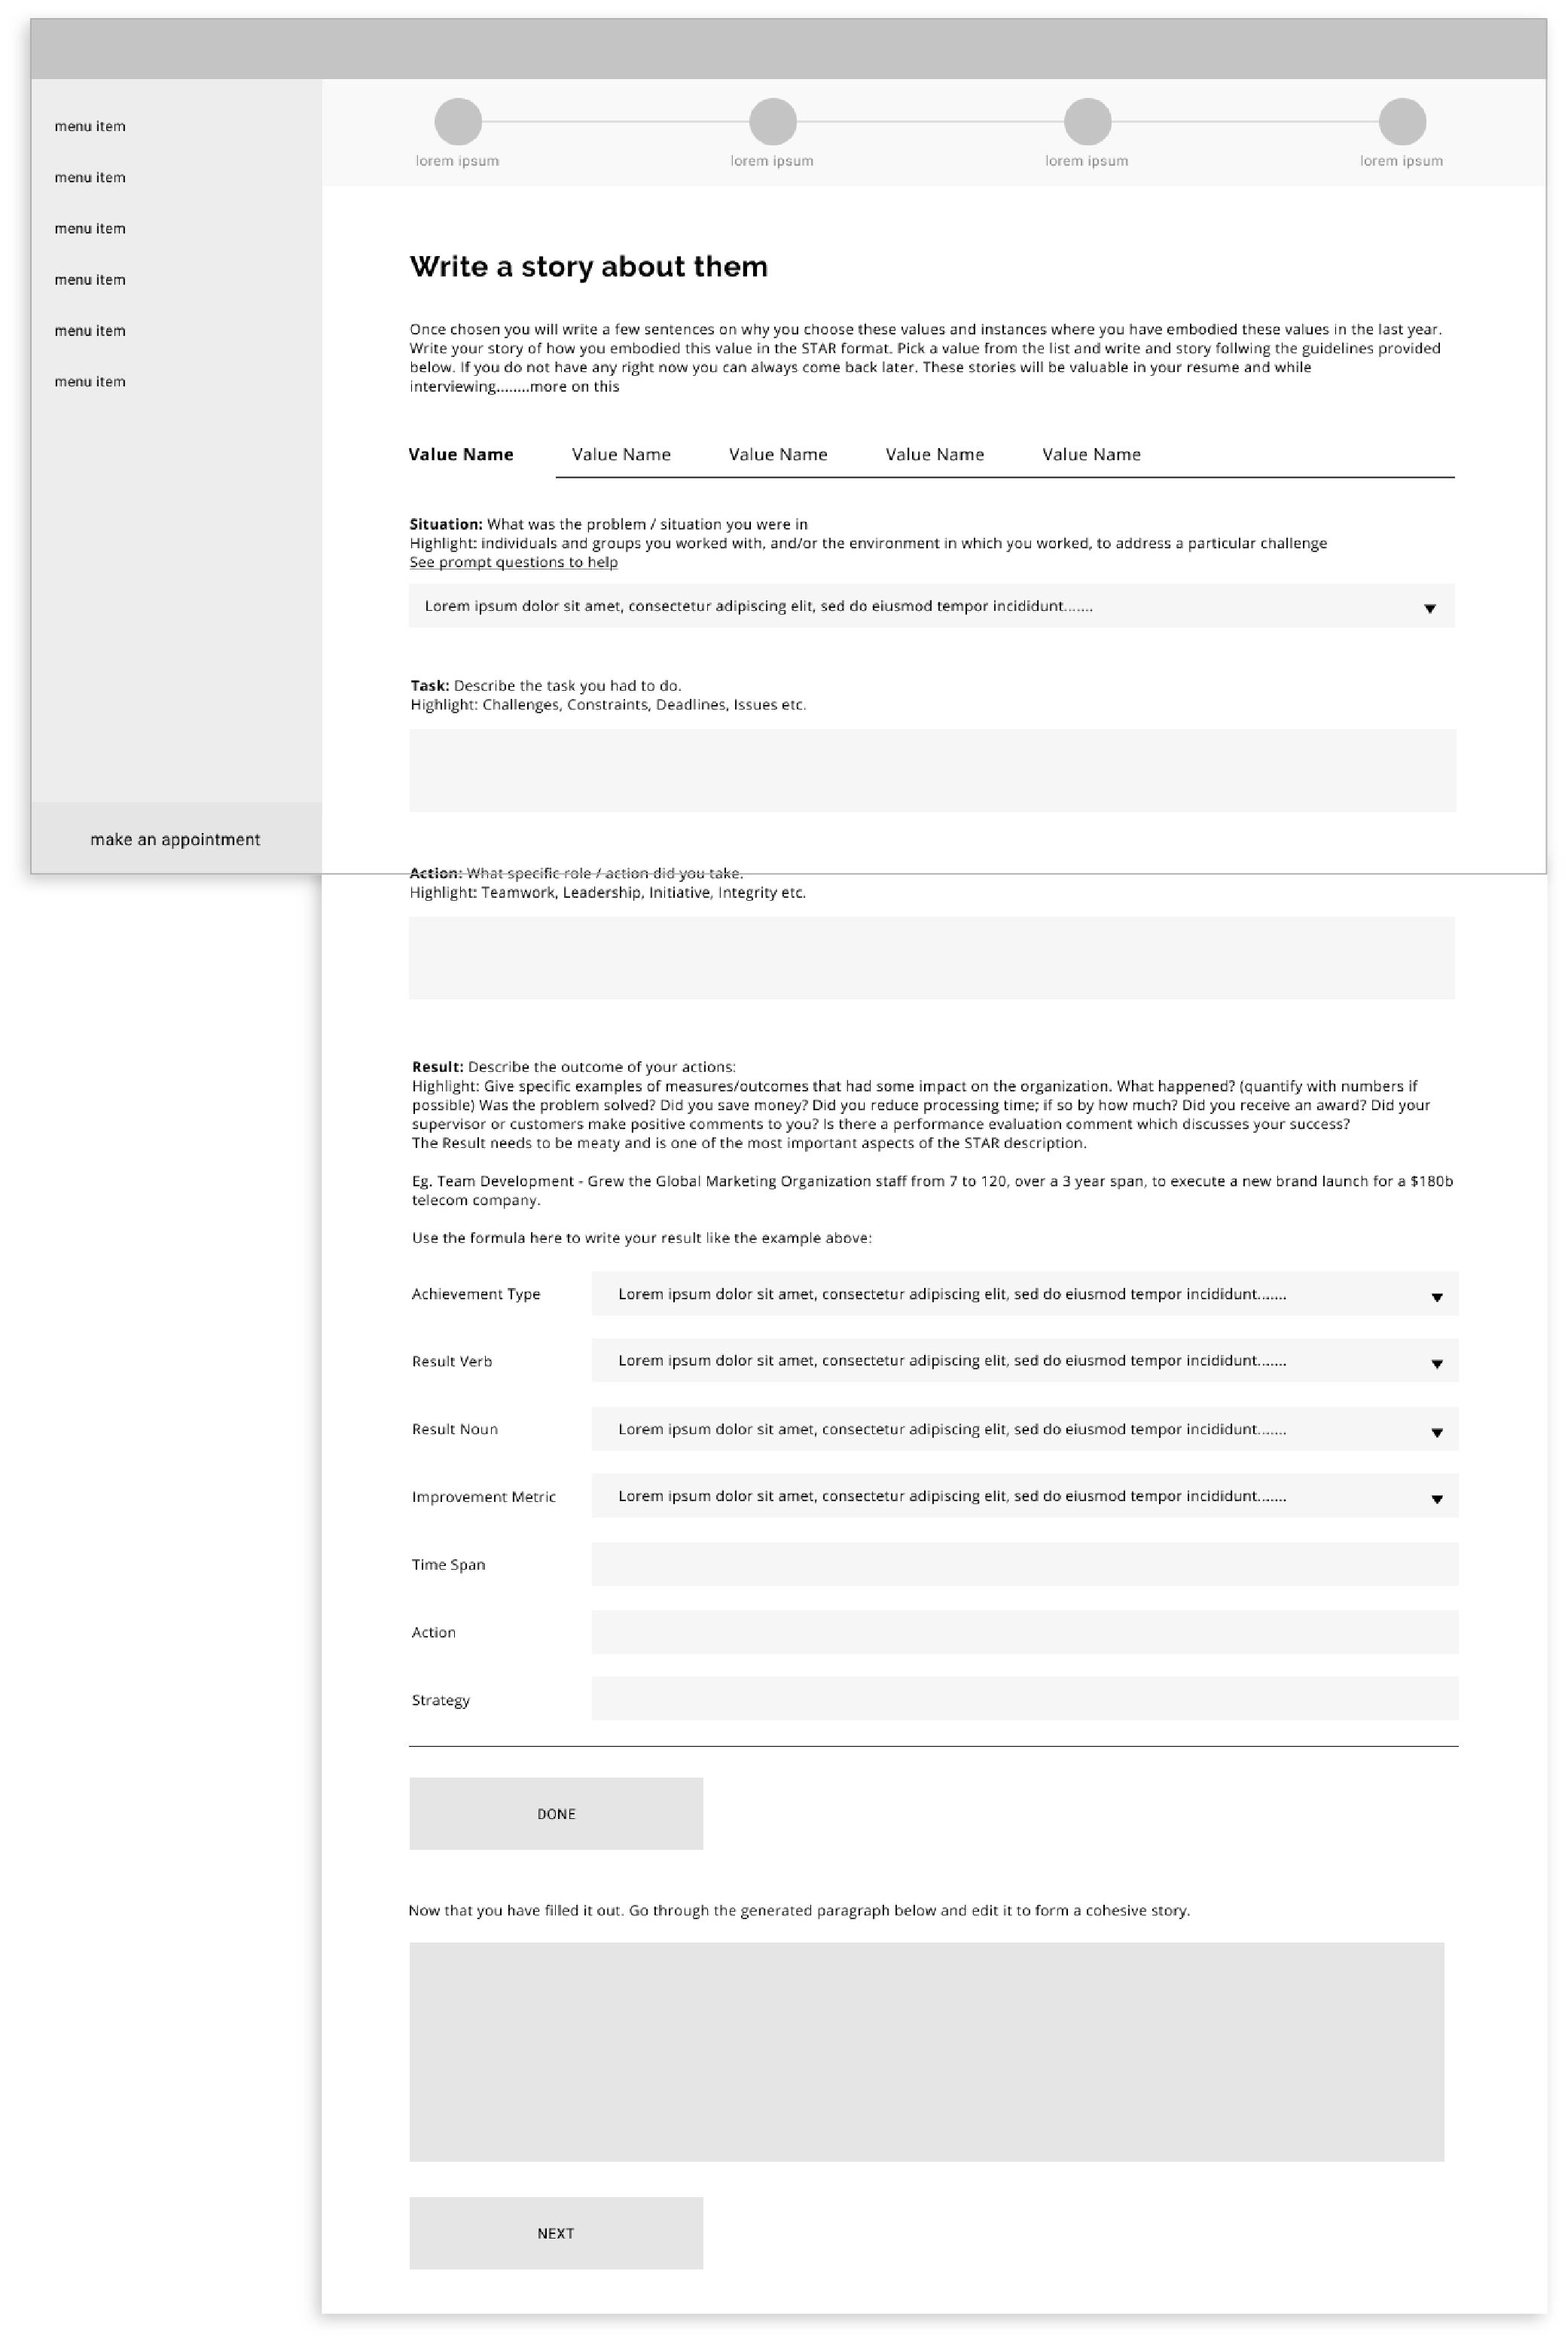 menu item
menu item
menu item
menu item
menu item
menu item
make an appointment
lorem ipsum
lorem ipsum
lorem ipsum
lorem ipsum
Write a story about them
Once chosen you will write a few sentences on why you choose these values and instances where you have embodied these values in the last year.
Write your story of how you embodied this value in the STAR format. Pick a value from the list and write and story follwing the guidelines provided
below. If you do not have any right now you can always come back later. These stories will be valuable in your resume and while
interviewing........more on this
Value Name Value Name Value Name Value Name Value Name
Situation: What was the problem / situation you were in
Highlight: individuals and groups you worked with, and/or the environment in which you worked, to address a particular challenge
See prompt questions to help
Lorem ipsum dolor sit amet, consectetur adipiscing elit, sed do eiusmod tempor incididunt.......
Task: Describe the task you had to do.
Highlight: Challenges, Constraints, Deadlines, Issues etc.
Action: What specific role / action did you take.
Highlight: Teamwork, Leadership, Initiative, Integrity etc.
Result: Describe the outcome of your actions:
Highlight: Give specific examples of measures/outcomes that had some impact on the organization. What happened? (quantify with numbers if
possible) Was the problem solved? Did you save money? Did you reduce processing time; if so by how much? Did you receive an award? Did your
supervisor or customers make positive comments to you? Is there a performance evaluation comment which discusses your success?
The Result needs to be meaty and is one of the most important aspects of the STAR description.
Eg. Team Development - Grew the Global Marketing Organization staff from 7 to 120, over a 3 year span, to execute a new brand launch for a $180b
telecom company.
Use the formula here to write your result like the example above:
Achievement Type Lorem ipsum dolor sit amet, consectetur adipiscing elit, sed do eiusmod tempor incididunt.......
Result Verb Lorem ipsum dolor sit amet, consectetur adipiscing elit, sed do eiusmod tempor incididunt.......
Result Noun Lorem ipsum dolor sit amet, consectetur adipiscing elit, sed do eiusmod tempor incididunt.......
Improvement Metric Lorem ipsum dolor sit amet, consectetur adipiscing elit, sed do eiusmod tempor incididunt.......
Time Span
Action
Strategy
DONE
Now that you have filled it out. Go through the generated paragraph below and edit it to form a cohesive story.
NEXT